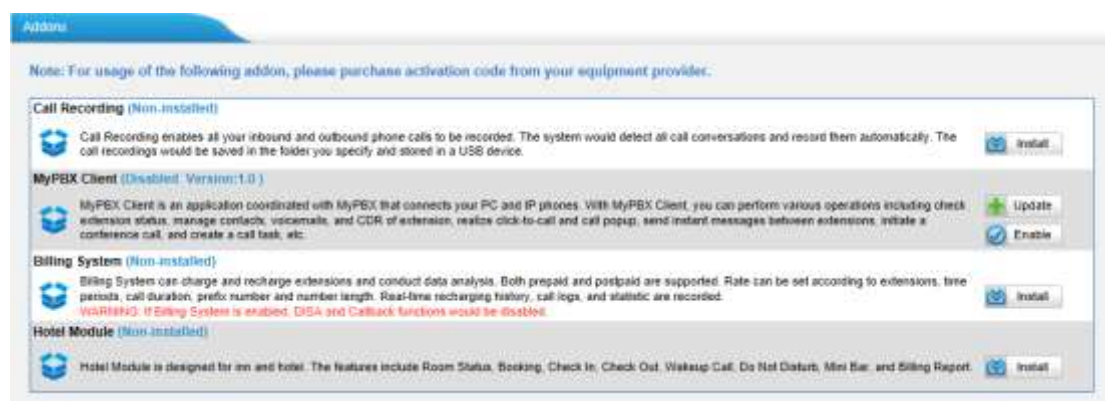 Addons
Note: For usage of the following addon, please purchase activation code from your equipment provider.
Call Recording (Non-installed)
Call Recording enables all your inbound and outbound phone calls to be recorded. The system would detect all call conversations and record them automatically. The
call recordings would be saved in the folder you specify and stored in a USB device.
Install
MyPBX Client (Disabled Version:1.0 )
MyPBX Client is an application coordinated with MyPBX that connects your PC and IP phones. With MyPBX Client, you can perform various operations including check
extension status, manage contacts, voicemails, and CDR of extension, realize click-to-call and call popup, send instant messages between extensions, initiate a
conference call, and create a call task, etc.
Update
Enable
Billing System (Non-installed)
Billing System can charge and recharge extensions and conduct data analysis. Both prepaid and postpaid are supported. Rate can be set according to extensions, time
periods, call duration, prefix number and number length. Real-time recharging history, call logs, and statistic are recorded.
WARNING: If Billing System is enabled, DISA and Callback functions would be disabled.
Install
Hotel Module (Non-installed)
Hotel Module is designed for inn and hotel. The features include Room Status, Booking, Check In, Check Out, Wakeup Call, Do Not Disturb, Mini Bar, and Billing Report.
Install